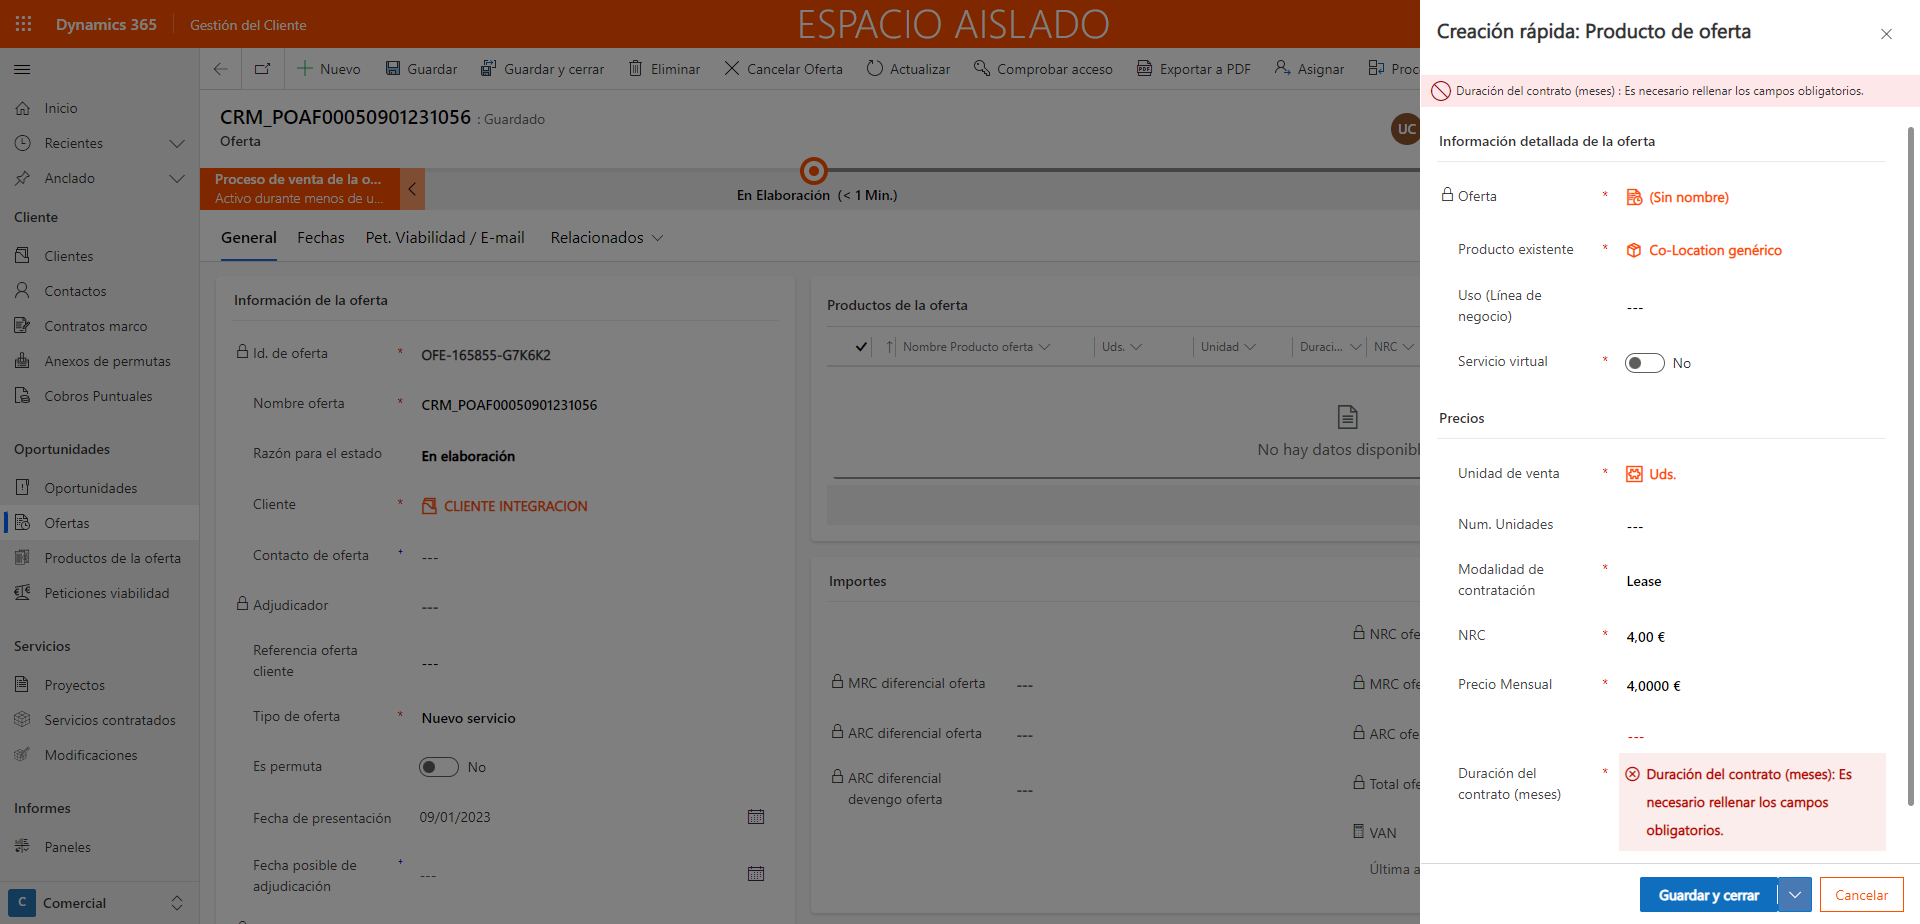 Dynamics 365
Gestión del Cliente
ESPACIO AISLADO
Nuevo
Guardar
Guardar y cerrar
Eliminar
Cancelar Oferta
Actualizar
Comprobar acceso
PDF
Exportar a PDF
Asignar
Proc
Inicio
Recientes
Anclado
Cliente
Clientes
Contactos
Contratos marco
Anexos de permutas
Cobros Puntuales
Oportunidades
Oportunidades
Ofertas
Productos de la oferta
Peticiones viabilidad
Servicios
Proyectos
Servicios contratados
Modificaciones
Informes
Paneles
C
Comercial
CRM_POAF00050901231056 : Guardado
Oferta
UC
Proceso de venta de la o...
Activo durante menos de u...
En Elaboración (< 1 Min.)
General
Fechas
Pet. Viabilidad / E-mail
Relacionados
Información de la oferta
Id. de oferta * OFE-165855-G7K6K2
Nombre oferta * CRM_POAF00050901231056
Razón para el estado En elaboración
Cliente * CLIENTE INTEGRACION
Contacto de oferta + ---
Adjudicador ---
Referencia oferta
cliente
---
Tipo de oferta * Nuevo servicio
Es permuta No
Fecha de presentación 09/01/2023
Fecha posible de
adjudicación
+ ---
Productos de la oferta
Nombre Producto oferta
Uds.
Unidad
Duraci...
NRC
No hay datos disponibl
Importes
NRC ofe
MRC diferencial oferta ---
MRC ofe
ARC diferencial oferta ---
ARC ofe
ARC diferencial
devengo oferta
---
Total ofe
VAN
Última a
Creación rápida: Producto de oferta
Duración del contrato (meses) : Es necesario rellenar los campos obligatorios.
Información detallada de la oferta
Oferta * (Sin nombre)
Producto existente * Co-Location genérico
Uso (Línea de
negocio)
---
Servicio virtual * No
Precios
Unidad de venta * Uds.
Num. Unidades ---
Modalidad de
contratación
* Lease
NRC * 4,00 €
Precio Mensual * 4,0000 €
---
Duración del
contrato (meses)
*
Duración del contrato (meses): Es
necesario rellenar los campos
obligatorios.
Guardar y cerrar
Cancelar